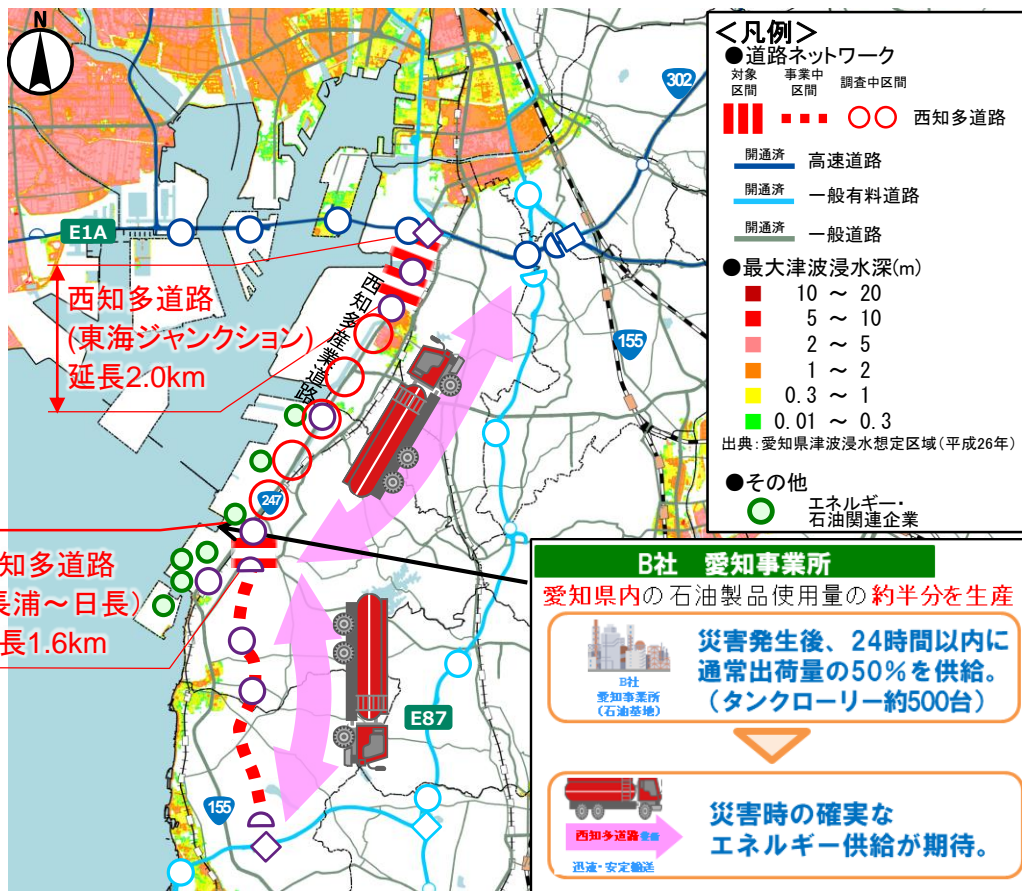 N
302
E1A
西知多道路
(東海ジャンクション)
延長2.0km
西知多産業道路
155
247
知多道路
長浦～日長)
長1.6km
E87
155
＜凡例＞
●道路ネットワーク
対象区間
事業中区間
調査中区間
西知多道路
開通済
高速道路
開通済
一般有料道路
開通済
一般道路
●最大津波浸水深(m)
10 ～ 20
5 ～ 10
2 ～ 5
1 ～ 2
0.3 ～ 1
0.01 ～ 0.3
出典:愛知県津波浸水想定区域(平成26年)
●その他
エネルギー・
石油関連企業
B社　愛知事業所
愛知県内の石油製品使用量の約半分を生産
B社
愛知事業所
(石油基地)
災害発生後、24時間以内に
通常出荷量の50％を供給。
（タンクローリー約500台）
西知多道路整備
迅速・安定輸送
災害時の確実な
エネルギー供給が期待。